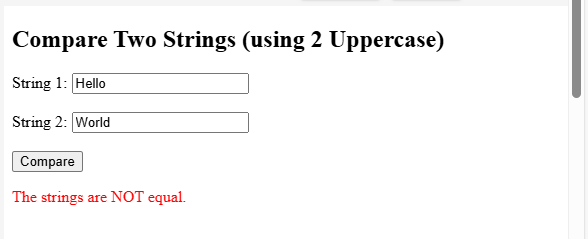 Compare Two Strings (using 2 Uppercase)
String 1: Hello
String 2: World
Compare
The strings are NOT equal.